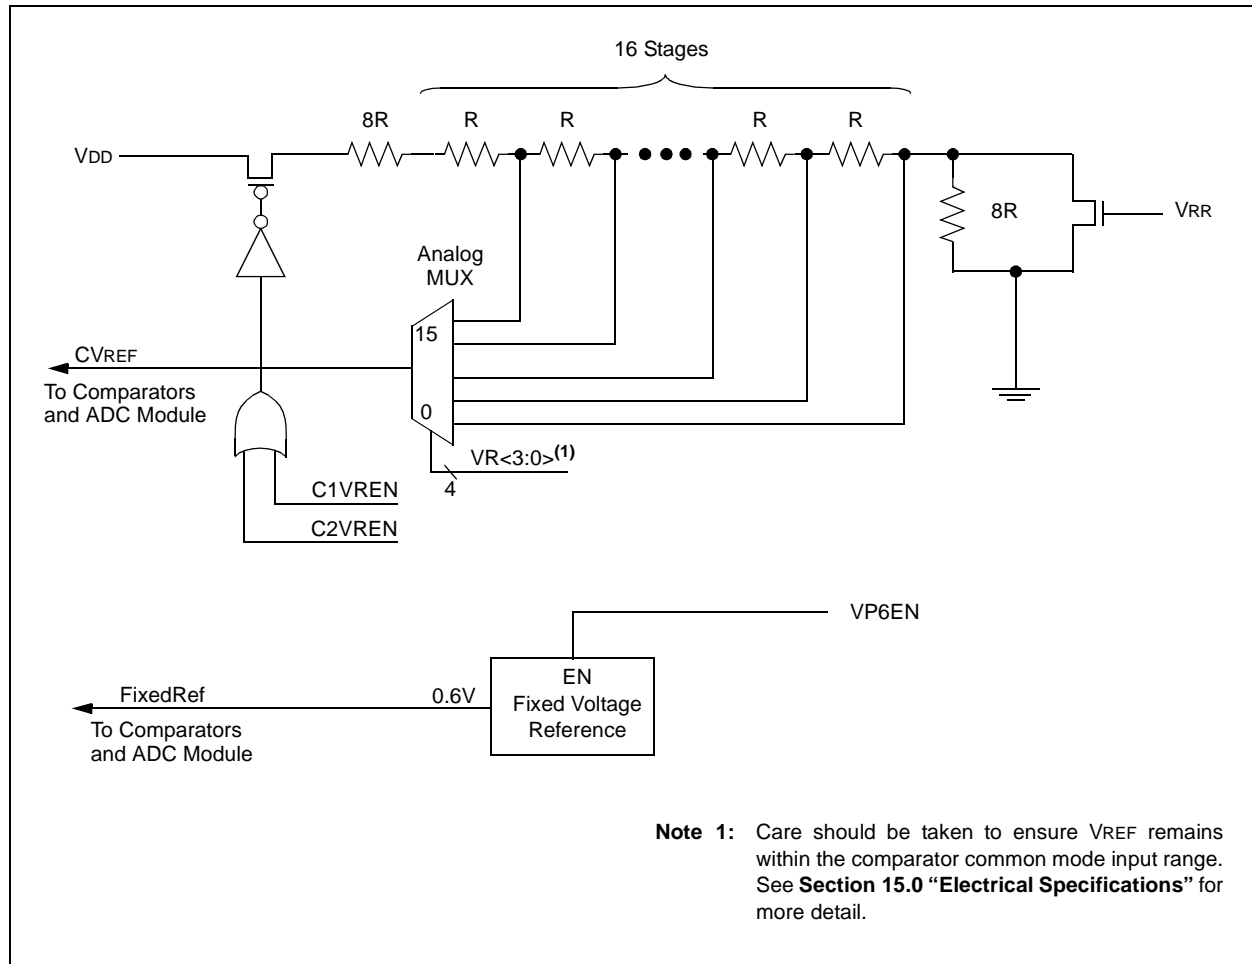 16 Stages
8R
R
R
R
R
VDD
8R
VRR
Analog
MUX
15
CVREF
To Comparators
and ADC Module
0
VR<3:0>(1)
4
C1VREN
C2VREN
VP6EN
EN
FixedRef
0.6V
Fixed Voltage
Reference
To Comparators
and ADC Module
Note 1: Care should be taken to ensure VREF remains
within the comparator common mode input range.
See Section 15.0 “Electrical Specifications” for
more detail.